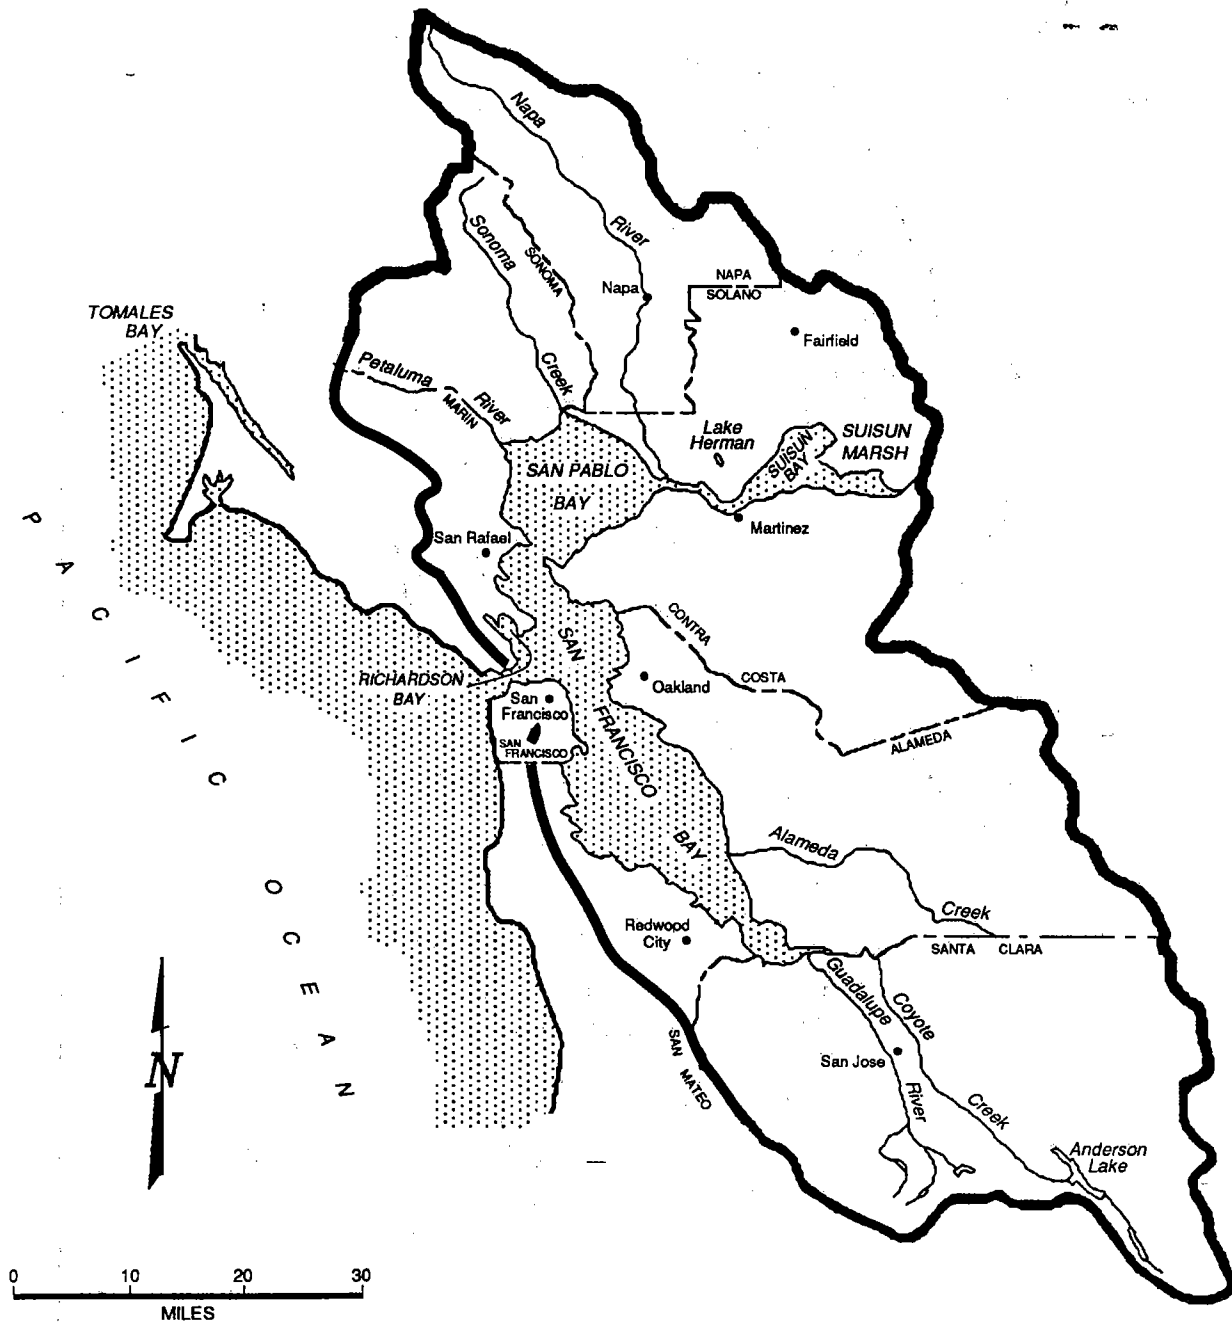 Napa
River
Sonoma
SONOMA
Creek
Napa
NAPA
SOLANO
Fairfield
TOMALES
BAY
Petaluma
River
MARIN
Lake
Herman
SUISUN
BAY
SUISUN
MARSH
SAN PABLO
BAY
Martinez
San Rafael
PACIFIC OCEAN
CONTRA
COSTA
ALAMEDA
Oakland
RICHARDSON
BAY
San
Francisco
SAN
FRANCISCO
SAN
FRANCISCO
BAY
Alameda
Creek
Redwood
City
SANTA CLARA
Guadalupe
River
Coyote
Creek
San Jose
SAN MATEO
Anderson
Lake
N
0 10 20 30
MILES